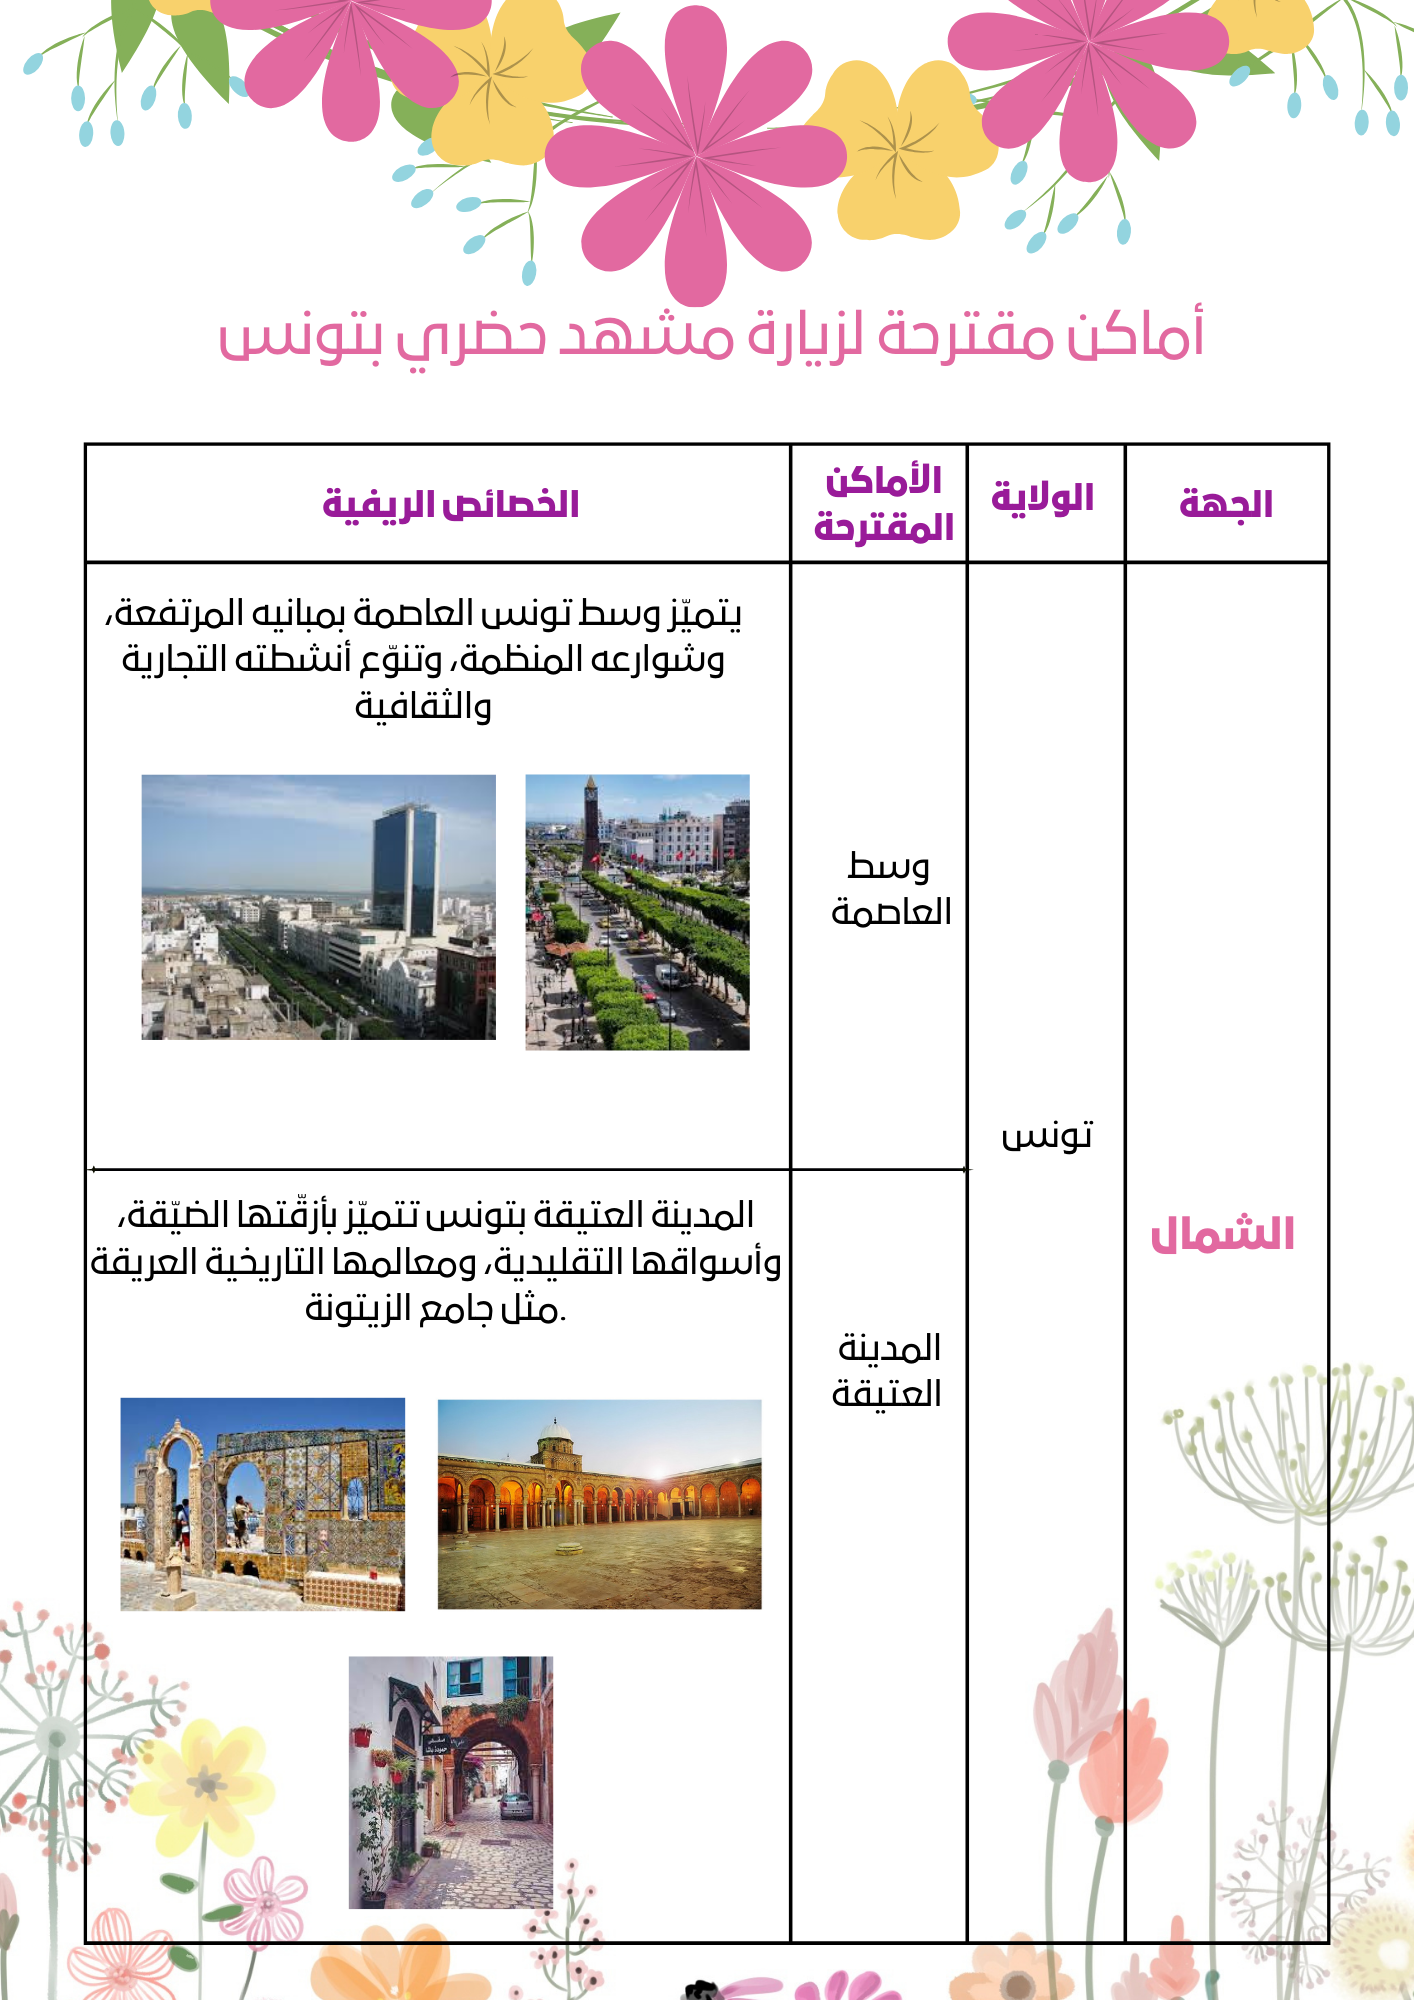 أماكن مقترحة لزيارة مشهد حضري بتونس
الجهة
الولاية
الأماكن
المقترحة
الخصائص الريفية
الشمال
تونس
وسط
العاصمة
يتميّز وسط تونس العاصمة بمبانيه المرتفعة،
وشوارعه المنظمة، وتنوّع أنشطته التجارية
والثقافية
المدينة
العتيقة
المدينة العتيقة بتونس تتميّز بأزقّتها الضيّقة،
وأسواقها التقليدية، ومعالمها التاريخية العريقة
مثل جامع الزيتونة.